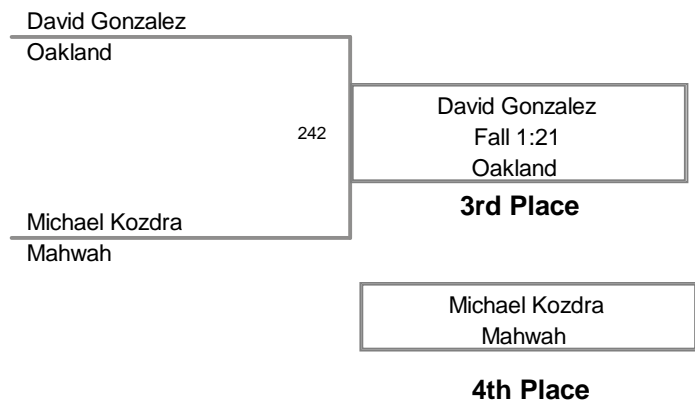 David Gonzalez
Oakland
242
David Gonzalez
Fall 1:21
Oakland
3rd Place
Michael Kozdra
Mahwah
Michael Kozdra
Mahwah
4th Place